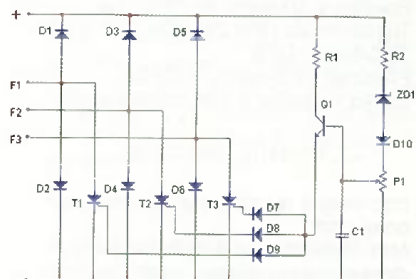 +
D1 D3 D5 R1 R2
F1 ZD1
F2 Q1
F3 D10
P1
D2 D4 D6 D7
T1 T2 T3 D8
D9 C1